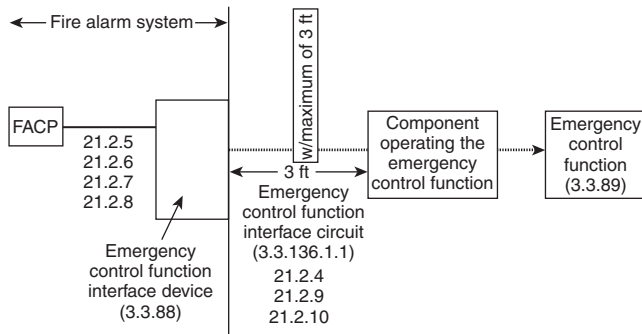 Fire alarm system
FACP
21.2.5
21.2.6
21.2.7
21.2.8
Emergency
control function
interface device
(3.3.88)
w/maximum of 3 ft
3 ft
Emergency
control function
interface circuit
(3.3.136.1.1)
21.2.4
21.2.9
21.2.10
Component
operating the
emergency
control function
Emergency
control
function
(3.3.89)